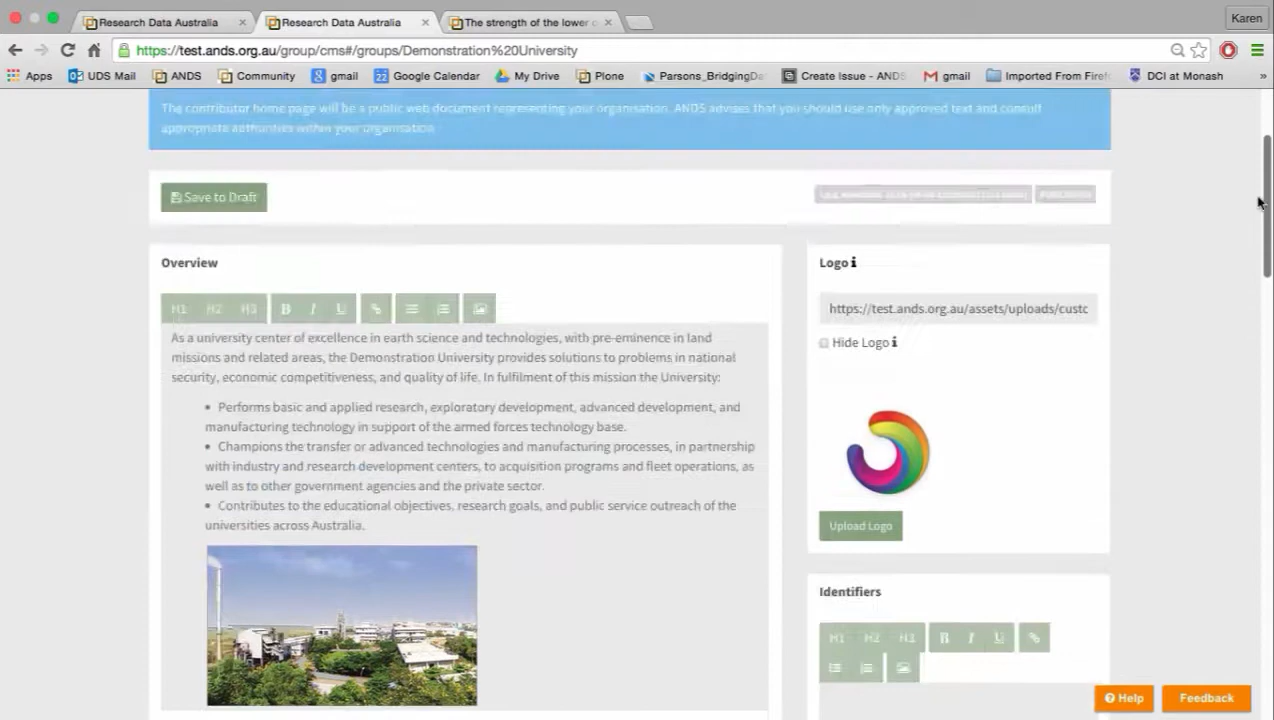 Research Data Australia
Research Data Australia
The strength of the lower
Karen
https://test.ands.org.au/group/cms#/groups/Demonstration%20University
Apps
UDS Mail
ANDS
Community
gmail
Google Calendar
My Drive
Plone
Parsons_BridgingDa
Create Issue - ANDS
gmail
Imported From Firef
DCI at Monash
»
The contributor home page will be a public web document representing your organisation. ANDS advises that you should use only approved text and consult
appropriate authorities within your organisation
Save to Draft
Overview
Logo
H1 H2 H3 B I U
https://test.ands.org.au/assets/uploads/custc
Hide Logo
As a university center of excellence in earth science and technologies, with pre-eminence in land
missions and related areas, the Demonstration University provides solutions to problems in national
security, economic competitiveness, and quality of life. In fulfilment of this mission the University:
• Performs basic and applied research, exploratory development, advanced development, and
manufacturing technology in support of the armed forces technology base.
• Champions the transfer or advanced technologies and manufacturing processes, in partnership
with industry and research development centers, to acquisition programs and fleet operations, as
well as to other government agencies and the private sector.
• Contributes to the educational objectives, research goals, and public service outreach of the
universities across Australia.
Upload Logo
Identifiers
H1 H2 H3 B I U
Help
Feedback